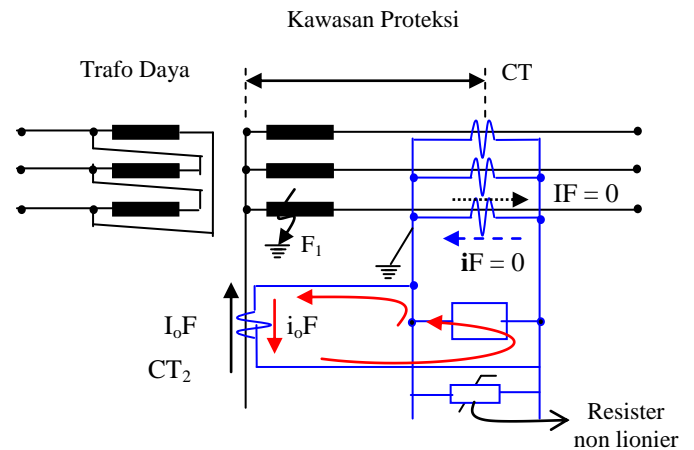 Kawasan Proteksi
Trafo Daya
CT
IF = 0
F₁
iF = 0
IₒF
iₒF
CT₂
Resister
non lionier